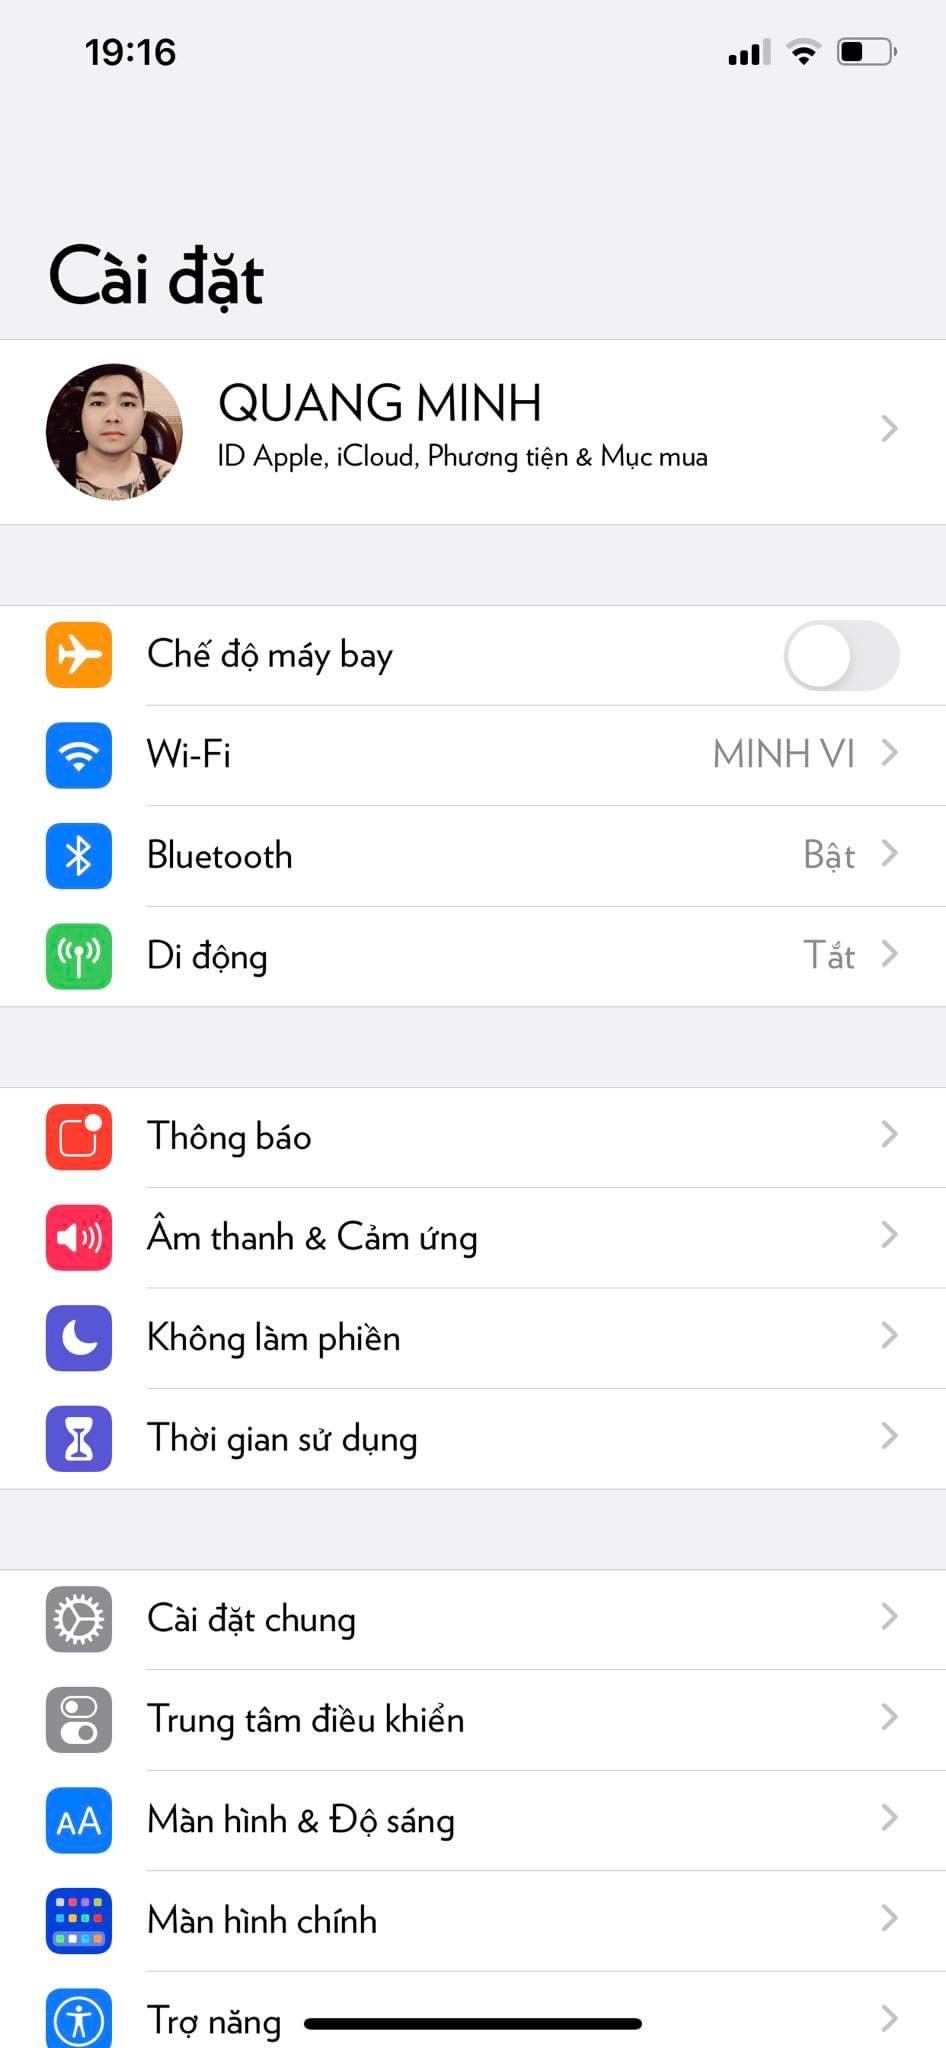 19:16
Cài đặt
QUANG MINH
ID Apple, iCloud, Phương tiện & Mục mua
Chế độ máy bay
Wi-Fi MINH VI
Bluetooth Bật
Di động Tắt
Thông báo
Âm thanh & Cảm ứng
Không làm phiền
Thời gian sử dụng
Cài đặt chung
Trung tâm điều khiển
AA Màn hình & Độ sáng
Màn hình chính
Trợ năng